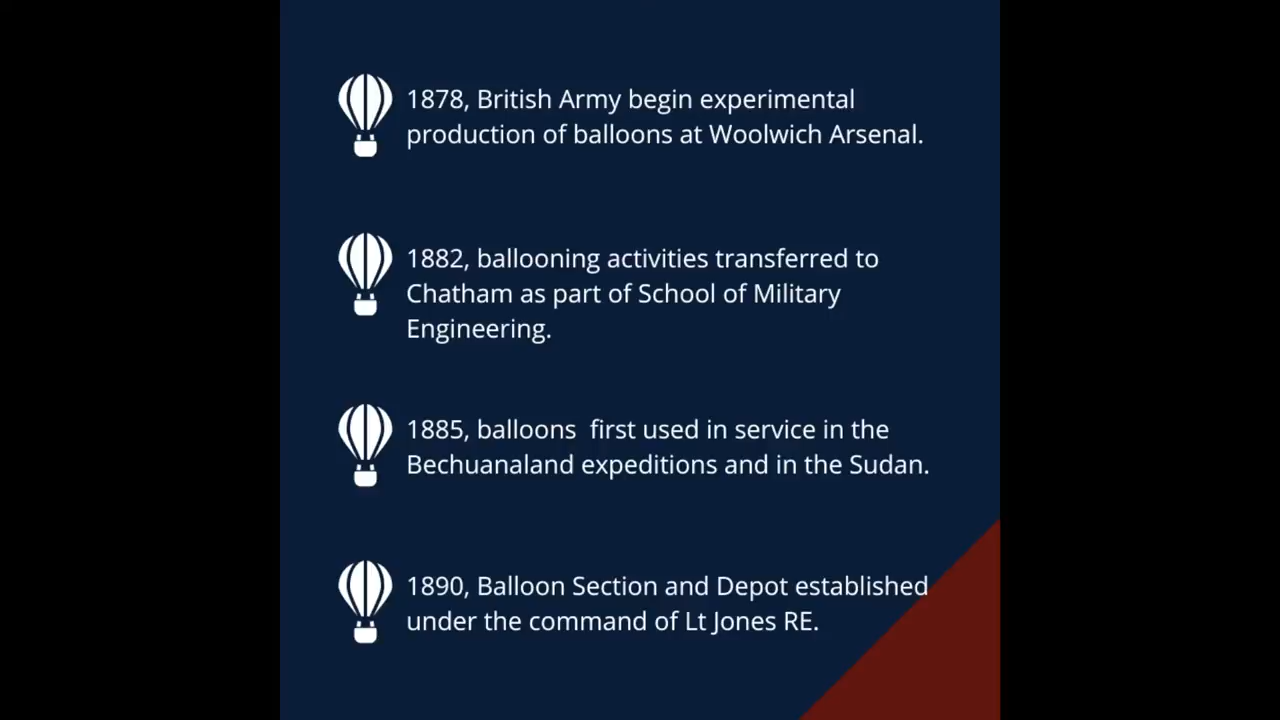 1878, British Army begin experimental
production of balloons at Woolwich Arsenal.
1882, ballooning activities transferred to
Chatham as part of School of Military
Engineering.
1885, balloons  first used in service in the
Bechuanaland expeditions and in the Sudan.
1890, Balloon Section and Depot established
under the command of Lt Jones RE.